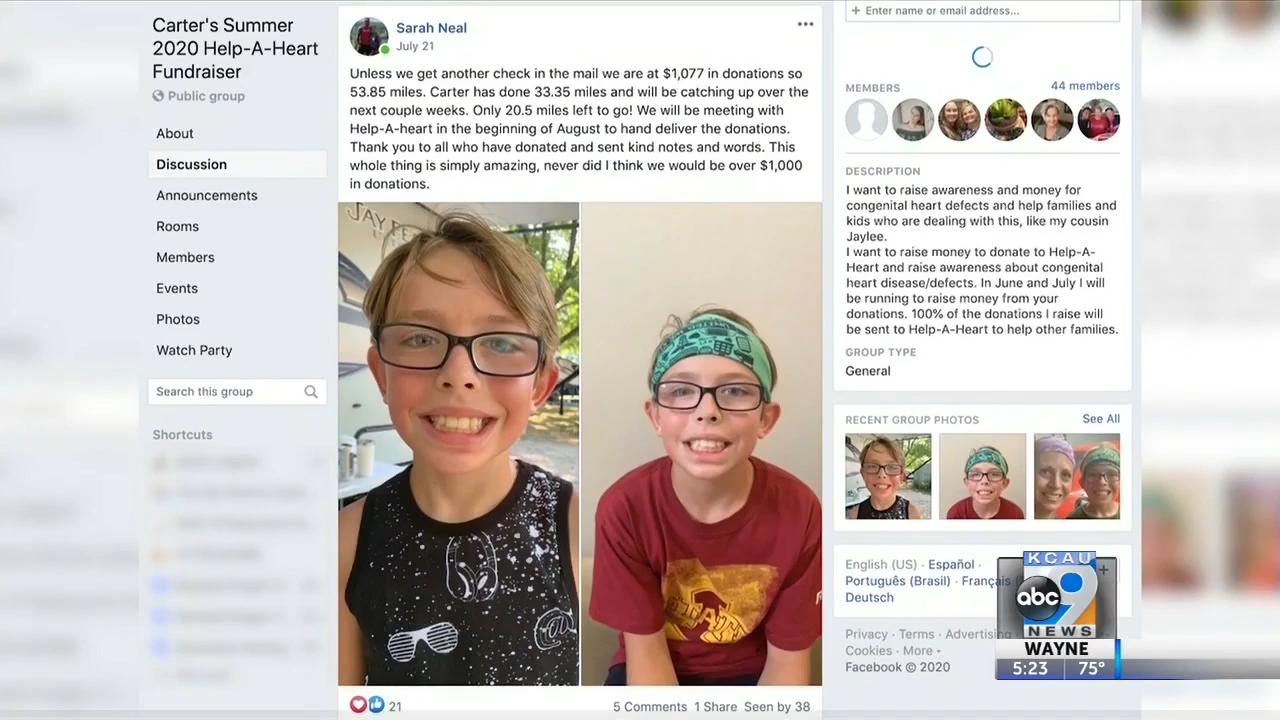 Carter's Summer
2020 Help-A-Heart
Fundraiser
Public group
About
Discussion
Announcements
Rooms
Members
Events
Photos
Watch Party
Search this group
Shortcuts
Sarah Neal
July 21
Unless we get another check in the mail we are at $1,077 in donations so
53.85 miles. Carter has done 33.35 miles and will be catching up over the
next couple weeks. Only 20.5 miles left to go! We will be meeting with
Help-A-heart in the beginning of August to hand deliver the donations.
Thank you to all who have donated and sent kind notes and words. This
whole thing is simply amazing, never did I think we would be over $1,000
in donations.
JAY
@
STATE
21
5 Comments 1 Share Seen by 38
+ Enter name or email address...
MEMBERS
44 members
DESCRIPTION
I want to raise awareness and money for
congenital heart defects and help families and
kids who are dealing with this, like my cousin
Jaylee.
I want to raise money to donate to Help-A-
Heart and raise awareness about congenital
heart disease/defects. In June and July I will
be running to raise money from your
donations. 100% of the donations I raise will
be sent to Help-A-Heart to help other families.
GROUP TYPE
General
RECENT GROUP PHOTOS
See All
English (US) · Español ·
Português (Brasil) · Français
Deutsch
Privacy · Terms · Advertising
Cookies · More
Facebook © 2020
KCAU
abc 9
NEWS
WAYNE
5:23 75°